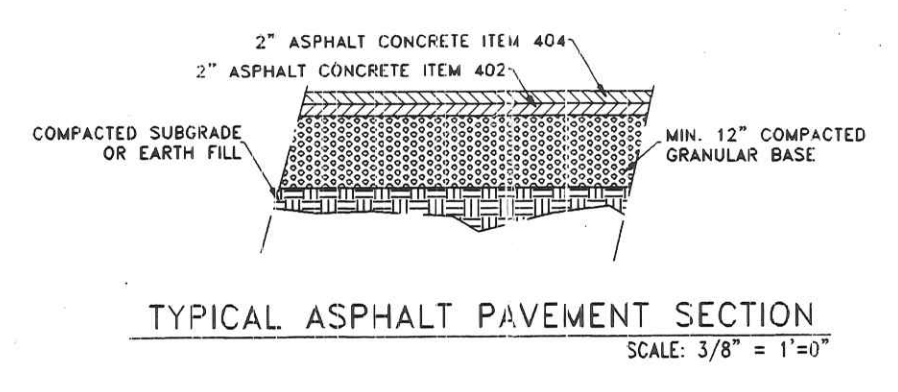 2" ASPHALT CONCRETE ITEM 404
2" ASPHALT CONCRETE ITEM 402
COMPACTED SUBGRADE
OR EARTH FILL
MIN. 12" COMPACTED
GRANULAR BASE
TYPICAL ASPHALT PAVEMENT SECTION
SCALE: 3/8" = 1'=0"